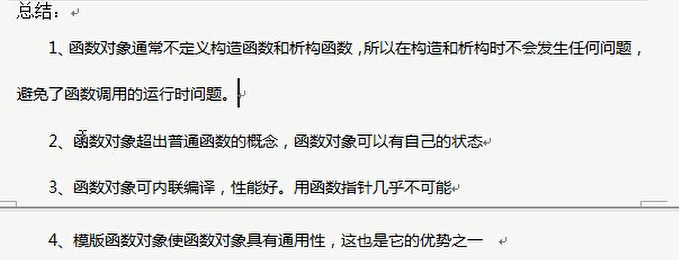 总结：
1、函数对象通常不定义构造函数和析构函数，所以在构造和析构时不会发生任何问题，
避免了函数调用的运行时问题。
2、函数对象超出普通函数的概念，函数对象可以有自己的状态
3、函数对象可内联编译，性能好。用函数指针几乎不可能
4、模版函数对象使函数对象具有通用性，这也是它的优势之一